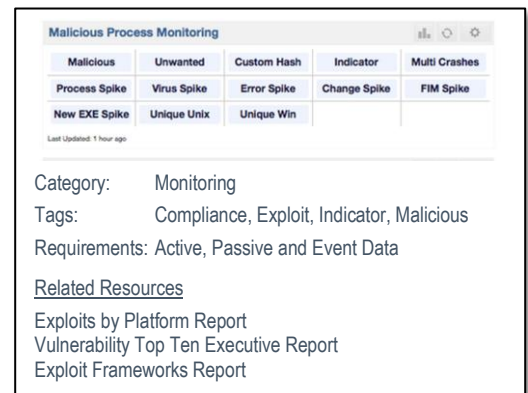 Malicious Process Monitoring
Malicious Unwanted Custom Hash Indicator Multi Crashes
Process Spike Virus Spike Error Spike Change Spike FIM Spike
New EXE Spike Unique Unix Unique Win
Last Updated: 1 hour ago
Category: Monitoring
Tags: Compliance, Exploit, Indicator, Malicious
Requirements: Active, Passive and Event Data
Related Resources
Exploits by Platform Report
Vulnerability Top Ten Executive Report
Exploit Frameworks Report